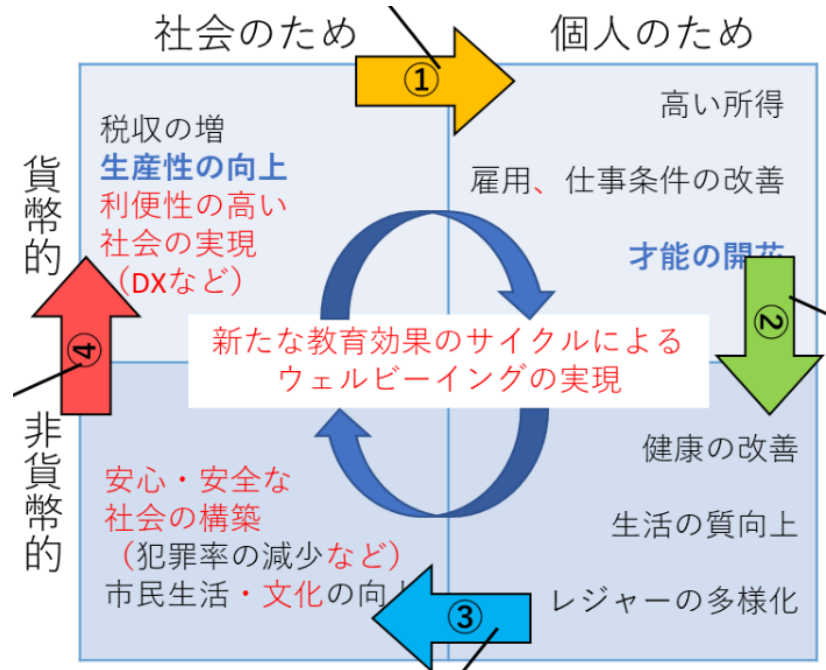 社会のため
個人のため
①
貨幣的
税収の増
生産性の向上
利便性の高い
社会の実現
（DXなど）
高い所得
雇用、仕事条件の改善
才能の開花
②
④
新たな教育効果のサイクルによる
ウェルビーイングの実現
非貨幣的
安心・安全な
社会の構築
（犯罪率の減少など）
市民生活・文化の向上
健康の改善
生活の質向上
レジャーの多様化
③